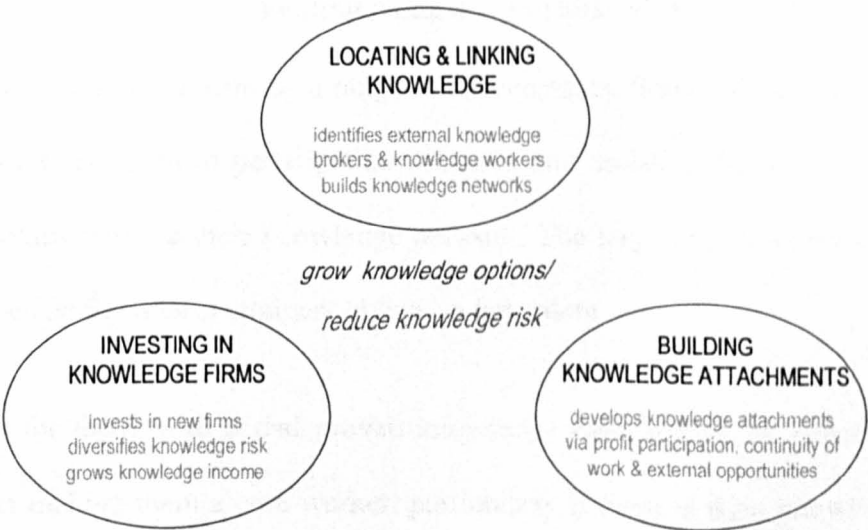 LOCATING & LINKING
KNOWLEDGE
identifies external knowledge
brokers & knowledge workers
builds knowledge networks
grow knowledge options/
reduce knowledge risk
INVESTING IN
KNOWLEDGE FIRMS
invests in new firms
diversifies knowledge risk
grows knowledge income
BUILDING
KNOWLEDGE ATTACHMENTS
develops knowledge attachments
via profit participation, continuity of
work & external opportunities